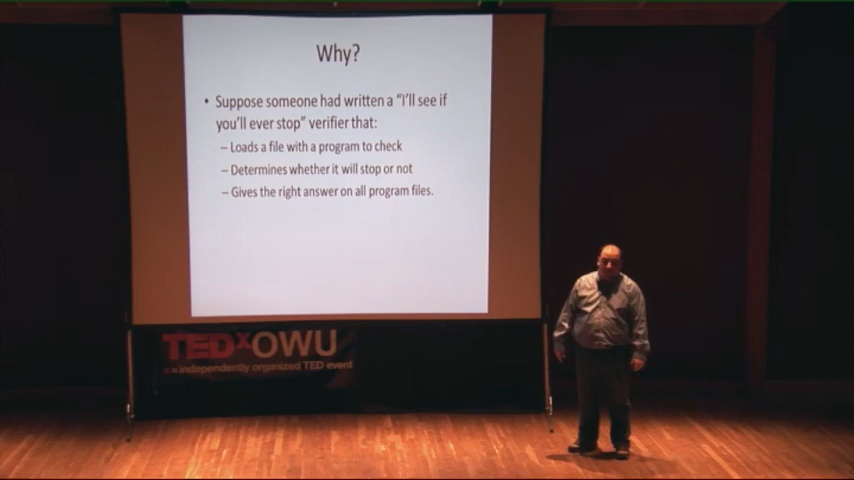 Why?
• Suppose someone had written a “I’ll see if
you’ll ever stop” verifier that:
– Loads a file with a program to check
– Determines whether it will stop or not
– Gives the right answer on all program files.
TEDxOWU
x = independently organized TED event